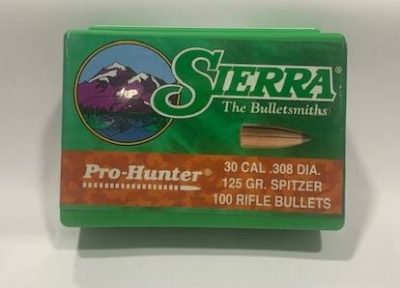 SIERRA®
The Bulletsmiths
Pro-Hunter®
30 CAL .308 DIA.
125 GR. SPITZER
100 RIFLE BULLETS